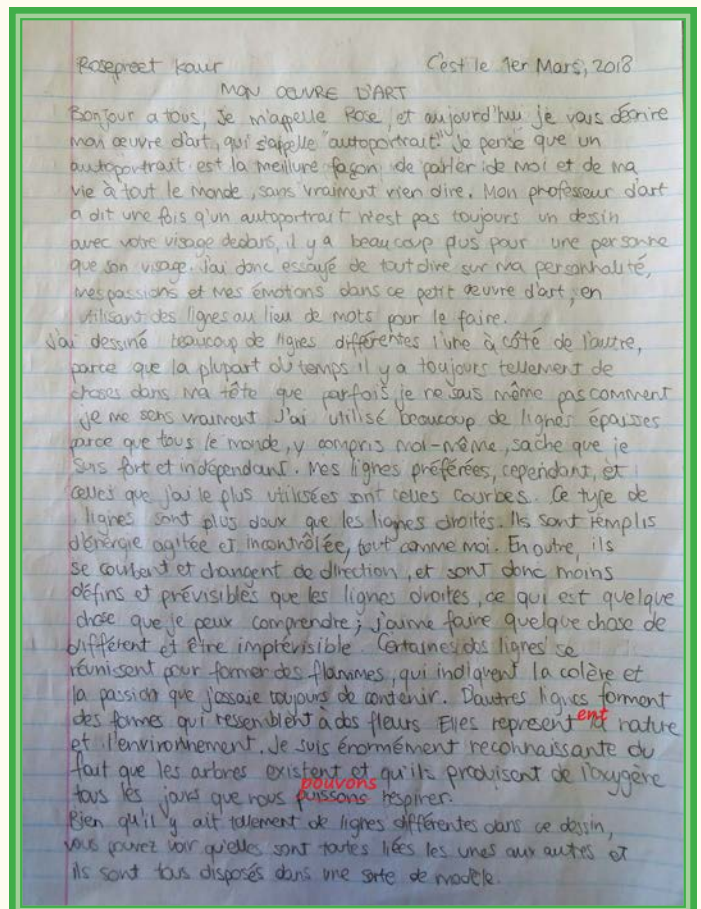 Rosepreet Kaur C'est le 1er Mars, 2018
MON OEUVRE D'ART
Bonjour a tous, Je m'appelle Rose, et aujourd'hui je vais décrire
mon œuvre d'art, qui s'appelle "autoportrait." Je pense que un
autoportrait est la meillure façon de parler de moi et de ma
vie à tout le monde, sans vraiment rien dire. Mon professeur d'art
a dit une fois q'un autoportrait n'est pas toujours un dessin
avec votre visage dedans, il y a beaucoup plus pour une personne
que son visage. J'ai donc essayé de tout dire sur ma personnalité,
mes passions et mes émotons dans ce petit œuvre d'art, en
utilisant des lignes au lieu de mots pour le faire.
J'ai dessiné beaucoup de lignes différentes l'une à côté de l'autre,
parce que la plupart du temps il y a toujours tellement de
choses dans ma tête que parfois je ne sais même pas comment
je me sens vraiment. J'ai utilisé beaucoup de lignes épaisses
parce que tous le monde, y compris moi-même, sache que je
suis fort et indépendant. Mes lignes préférées, cependant, et
celles que j'ai le plus utilisées sont celles courbes. Ce type de
lignes sont plus doux que les lignes droites. Ils sont remplis
d'énergie agitée et incontrôlée, tout comme moi. En outre, ils
se courbent et changent de direction, et sont donc moins
défins et prévisibles que les lignes droites, ce qui est quelque
chose que je peux comprendre; j'aime faire quelque chose de
différent et être imprévisible. Certaines des lignes se
réunissent pour former des flammes, qui indiquent la colère et
la passion que j'essaie toujours de contenir. D'autres lignes forment
des formes qui ressemblent à des fleurs. Elles represent ent la nature
et l'environnement. Je suis énormément reconnaissante du
fait que les arbres existent et qu'ils produisent de l'oxygère
pouvons
tous les jours que nous puissons respirer.
Bien qu'il y ait tellement de lignes différentes dans ce dessin,
vous pouvez voir qu'elles sont toutes liées les unes aux autres et
ils sont tous disposés dans une sorte de modèle.